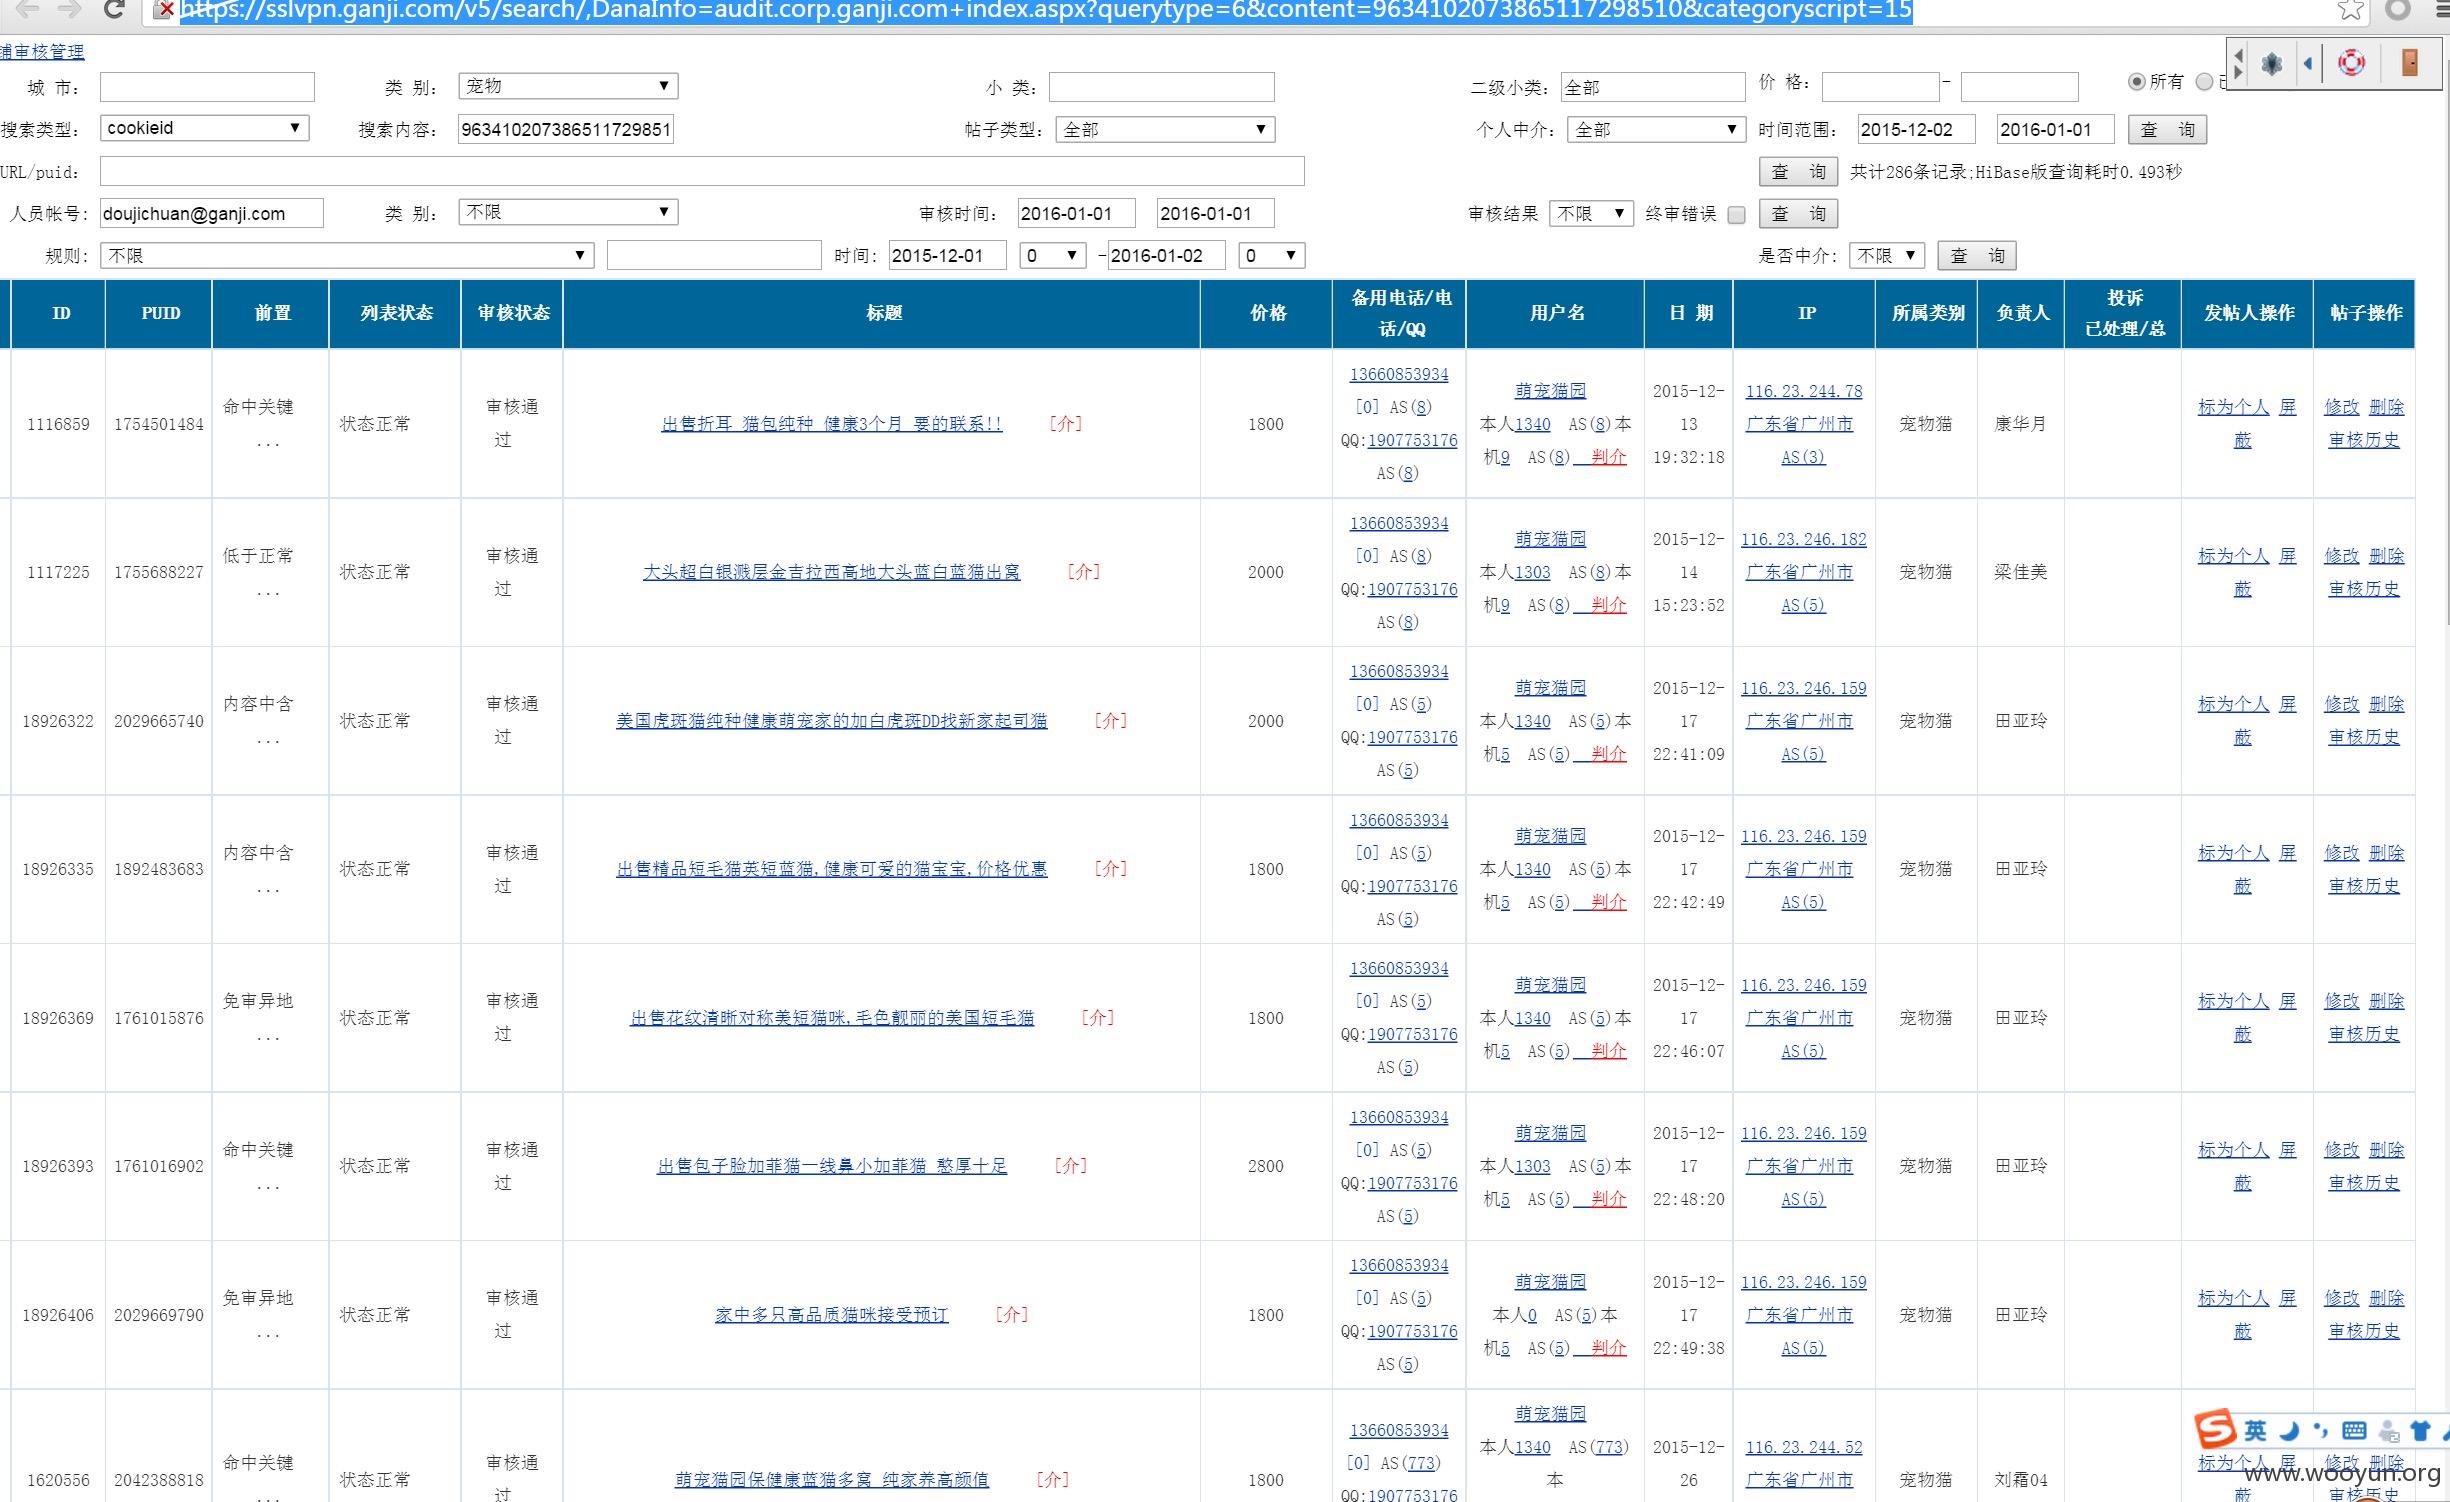 https://sslvpn.ganji.com/v5/search/,DanaInfo=audit.corp.ganji.com+index.aspx?querytype=6&content=9634102073865117298510&categoryscript=15
铺审核管理
城 市： 类 别： 宠物 小 类： 二级小类： 全部 价 格： - 所有
搜索类型： cookieid 搜索内容： 963410207386511729851 帖子类型： 全部 个人中介： 全部 时间范围： 2015-12-02 2016-01-01 查 询
URL/puid： 查 询 共计286条记录;HiBase版查询耗时0.493秒
人员帐号： doujichuan@ganji.com 类 别： 不限 审核时间： 2016-01-01 2016-01-01 审核结果 不限 终审错误 查 询
规则： 不限 时间： 2015-12-01 0 -2016-01-02 0 是否中介： 不限 查 询
ID PUID 前置 列表状态 审核状态 标题 价格 备用电话/电话/QQ 用户名 日 期 IP 所属类别 负责人 投诉已处理/总 发帖人操作 帖子操作
1116859 1754501484 命中关键... 状态正常 审核通过 出售折耳 猫包纯种 健康3个月 要的联系!! [介] 1800 13660853934 [0] AS(8) QQ:1907753176 AS(8) 萌宠猫园 本人1340 AS(8)本机9 AS(8) 判介 2015-12-13 19:32:18 116.23.244.78 广东省广州市 AS(3) 宠物猫 康华月 标为个人 屏蔽 修改 删除 审核历史
1117225 1755688227 低于正常... 状态正常 审核通过 大头超白银溅层金吉拉西高地大头蓝白蓝猫出窝 [介] 2000 13660853934 [0] AS(8) QQ:1907753176 AS(8) 萌宠猫园 本人1303 AS(8)本机9 AS(8) 判介 2015-12-14 15:23:52 116.23.246.182 广东省广州市 AS(5) 宠物猫 梁佳美 标为个人 屏蔽 修改 删除 审核历史
18926322 2029665740 内容中含... 状态正常 审核通过 美国虎斑猫纯种健康萌宠家的加白虎斑DD找新家起司猫 [介] 2000 13660853934 [0] AS(5) QQ:1907753176 AS(5) 萌宠猫园 本人1340 AS(5)本机5 AS(5) 判介 2015-12-17 22:41:09 116.23.246.159 广东省广州市 AS(5) 宠物猫 田亚玲 标为个人 屏蔽 修改 删除 审核历史
18926335 1892483683 内容中含... 状态正常 审核通过 出售精品短毛猫英短蓝猫,健康可爱的猫宝宝,价格优惠 [介] 1800 13660853934 [0] AS(5) QQ:1907753176 AS(5) 萌宠猫园 本人1340 AS(5)本机5 AS(5) 判介 2015-12-17 22:42:49 116.23.246.159 广东省广州市 AS(5) 宠物猫 田亚玲 标为个人 屏蔽 修改 删除 审核历史
18926369 1761015876 免审异地... 状态正常 审核通过 出售花纹清晰对称美短猫咪,毛色靓丽的美国短毛猫 [介] 1800 13660853934 [0] AS(5) QQ:1907753176 AS(5) 萌宠猫园 本人1340 AS(5)本机5 AS(5) 判介 2015-12-17 22:46:07 116.23.246.159 广东省广州市 AS(5) 宠物猫 田亚玲 标为个人 屏蔽 修改 删除 审核历史
18926393 1761016902 命中关键... 状态正常 审核通过 出售包子脸加菲猫一线鼻小加菲猫 憨厚十足 [介] 2800 13660853934 [0] AS(5) QQ:1907753176 AS(5) 萌宠猫园 本人1303 AS(5)本机5 AS(5) 判介 2015-12-17 22:48:20 116.23.246.159 广东省广州市 AS(5) 宠物猫 田亚玲 标为个人 屏蔽 修改 删除 审核历史
18926406 2029669790 免审异地... 状态正常 审核通过 家中多只高品质猫咪接受预订 [介] 1800 13660853934 [0] AS(5) QQ:1907753176 AS(5) 萌宠猫园 本人0 AS(5)本机5 AS(5) 判介 2015-12-17 22:49:38 116.23.246.159 广东省广州市 AS(5) 宠物猫 田亚玲 标为个人 屏蔽 修改 删除 审核历史
1620556 2042388818 命中关键... 状态正常 审核通过 萌宠猫园保健康蓝猫多窝 纯家养高颜值 [介] 1800 13660853934 [0] AS(773) QQ:1907753176 萌宠猫园 本人1340 AS(773) 本 2015-12-26 116.23.244.52 广东省广州市 宠物猫 刘霜04 标为个人 屏蔽 修改 删除 审核历史
英
www.wooyun.org